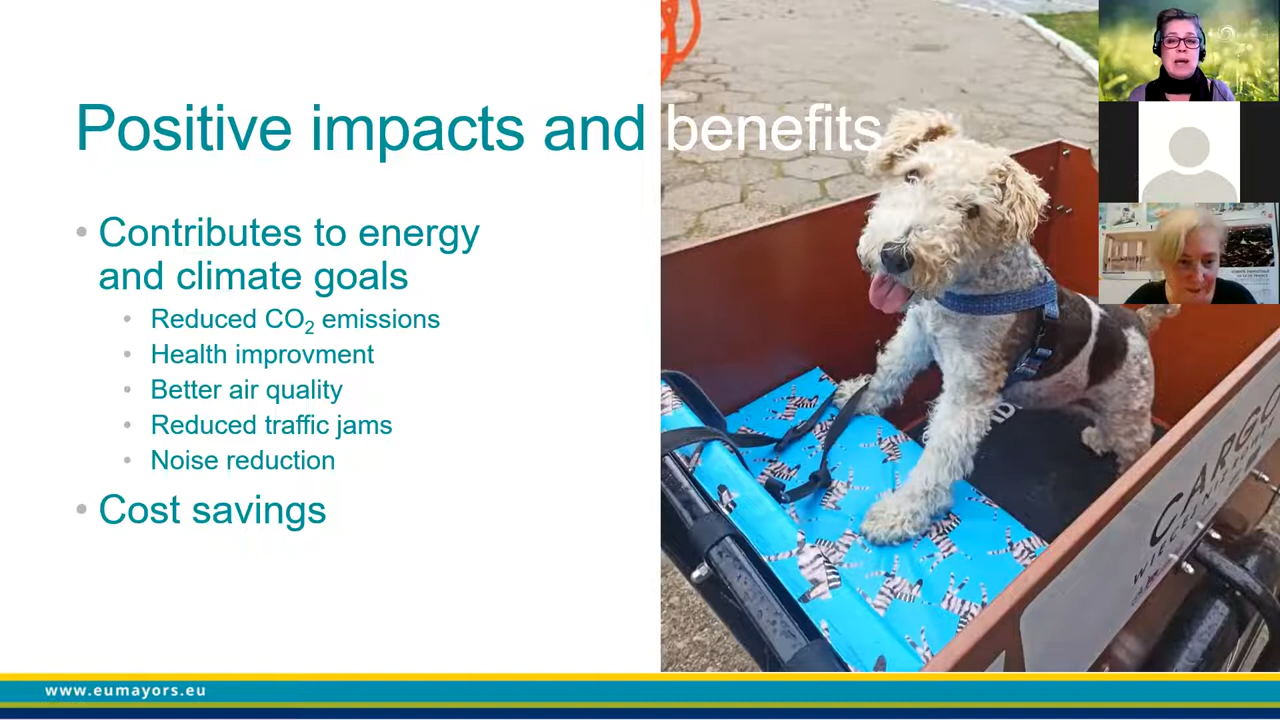 Positive impacts and benefits
• Contributes to energy
and climate goals
• Reduced CO₂ emissions
• Health improvment
• Better air quality
• Reduced traffic jams
• Noise reduction
• Cost savings
CARGO
www.eumayors.eu